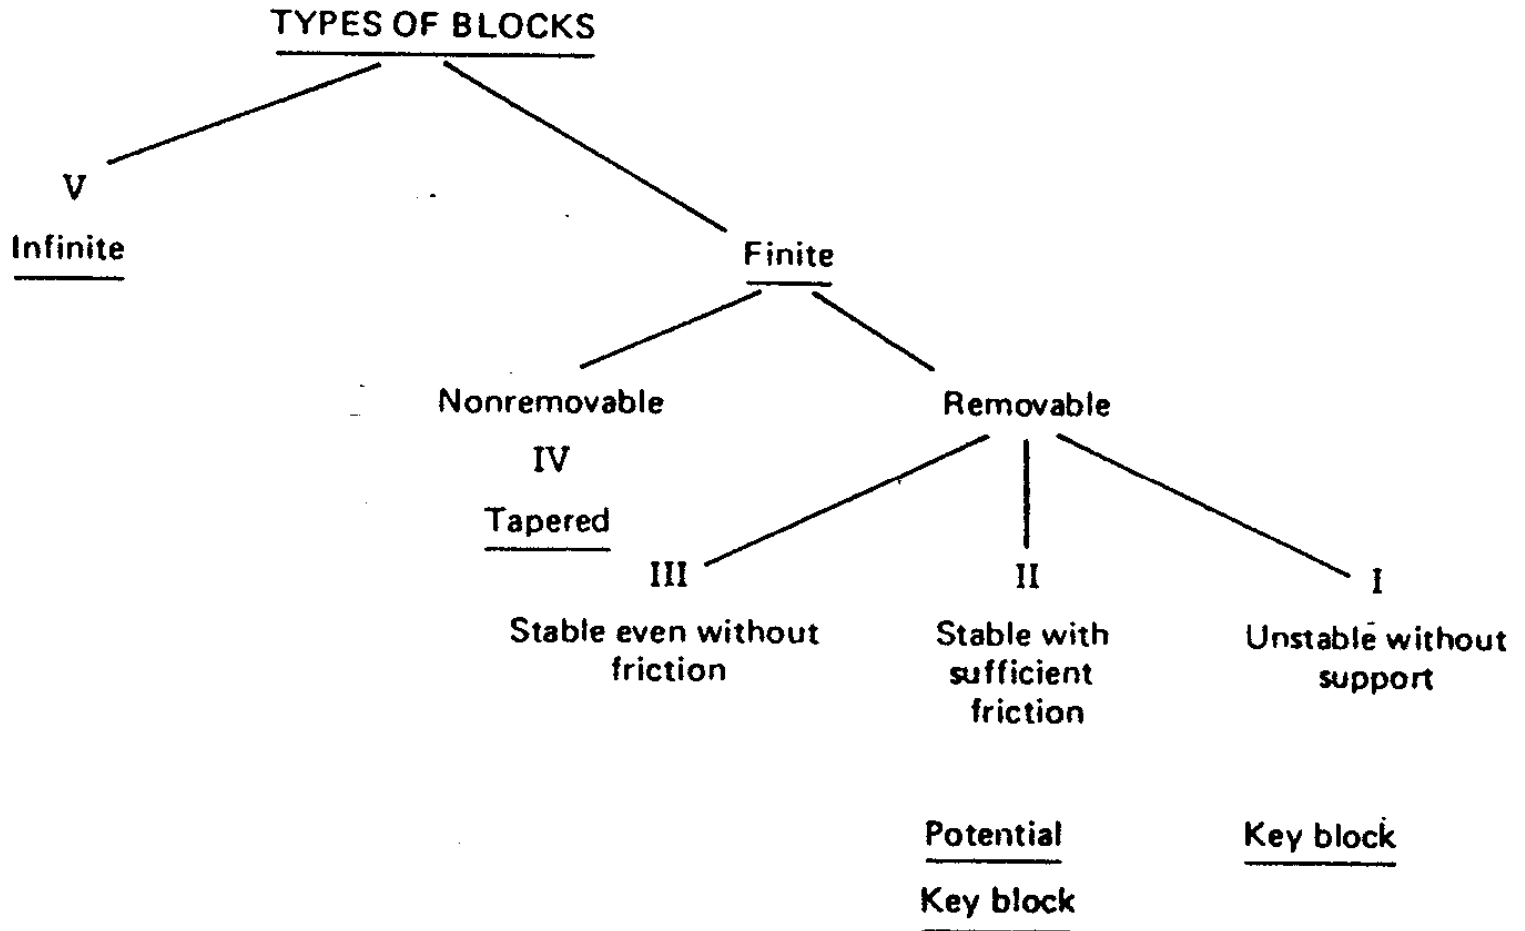 TYPES OF BLOCKS
V
Infinite
Finite
Nonremovable
IV
Tapered
Removable
III
Stable even without
friction
II
Stable with
sufficient
friction
Potential
Key block
I
Unstable without
support
Key block